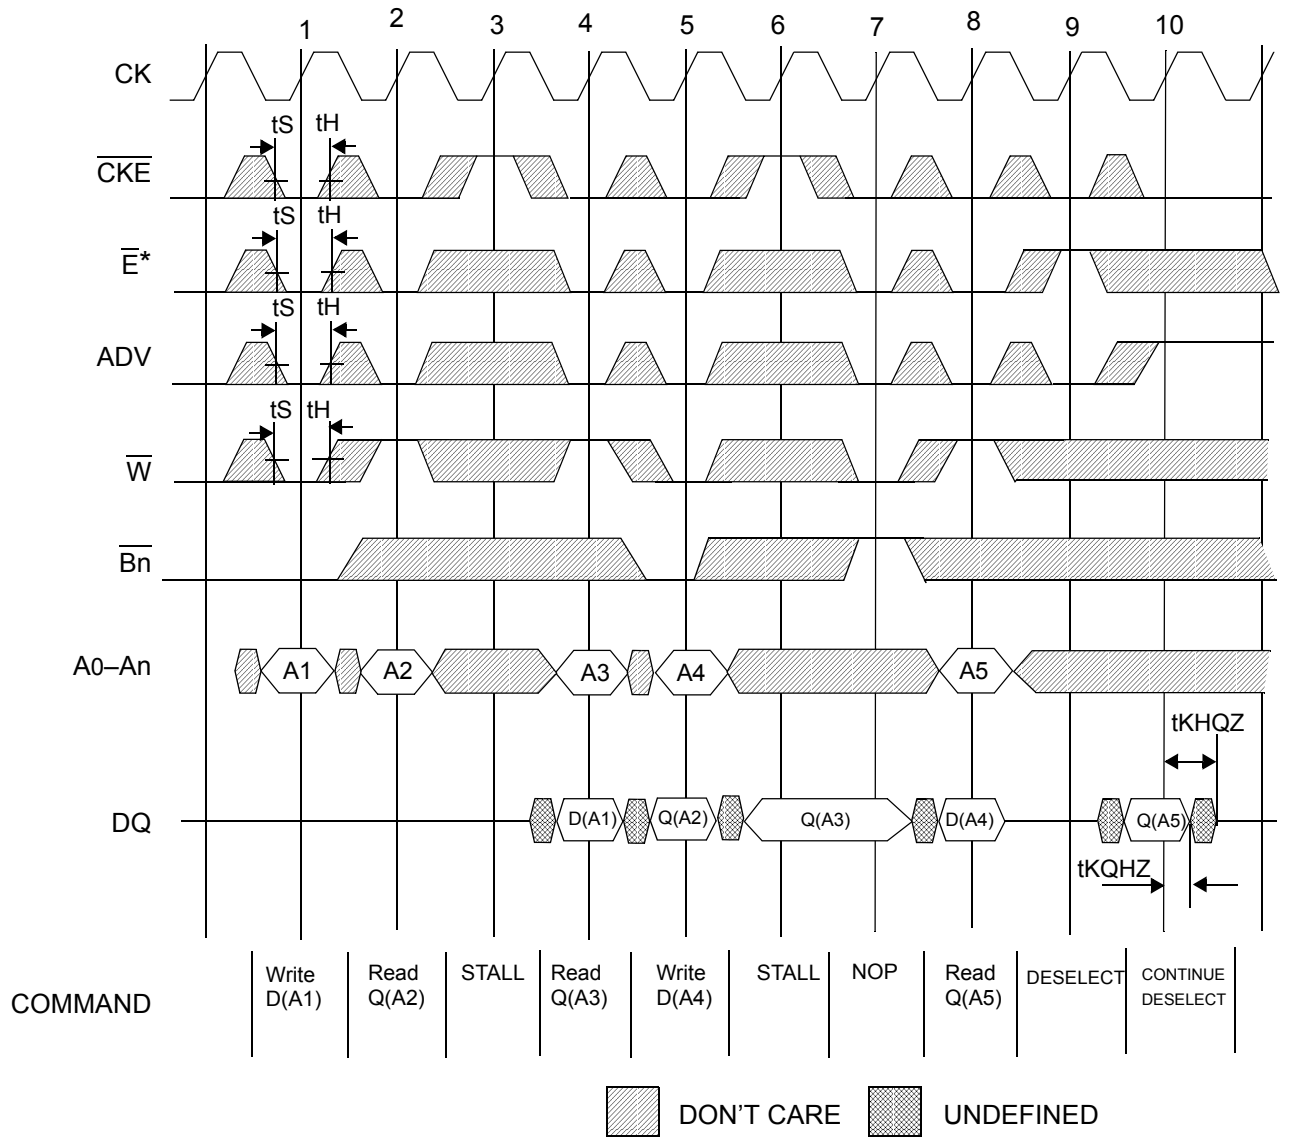 1 2 3 4 5 6 7 8 9 10
CK
tS tH
CKE
tS tH
E*
tS tH
ADV
tS tH
W
Bn
A0–An A1 A2 A3 A4 A5
tKHQZ
DQ D(A1) Q(A2) Q(A3) D(A4) Q(A5)
tKQHZ
COMMAND
Write
D(A1)
Read
Q(A2)
STALL
Read
Q(A3)
Write
D(A4)
STALL
NOP
Read
Q(A5)
DESELECT
CONTINUE
DESELECT
DON'T CARE
UNDEFINED